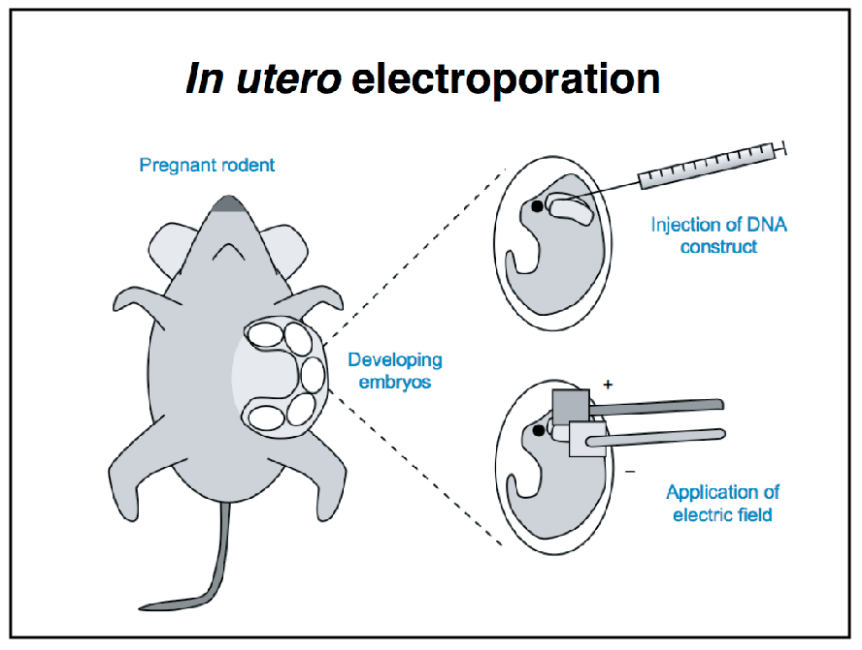 In utero electroporation
Pregnant rodent
Injection of DNA
construct
Developing
embryos
+
–
Application of
electric field